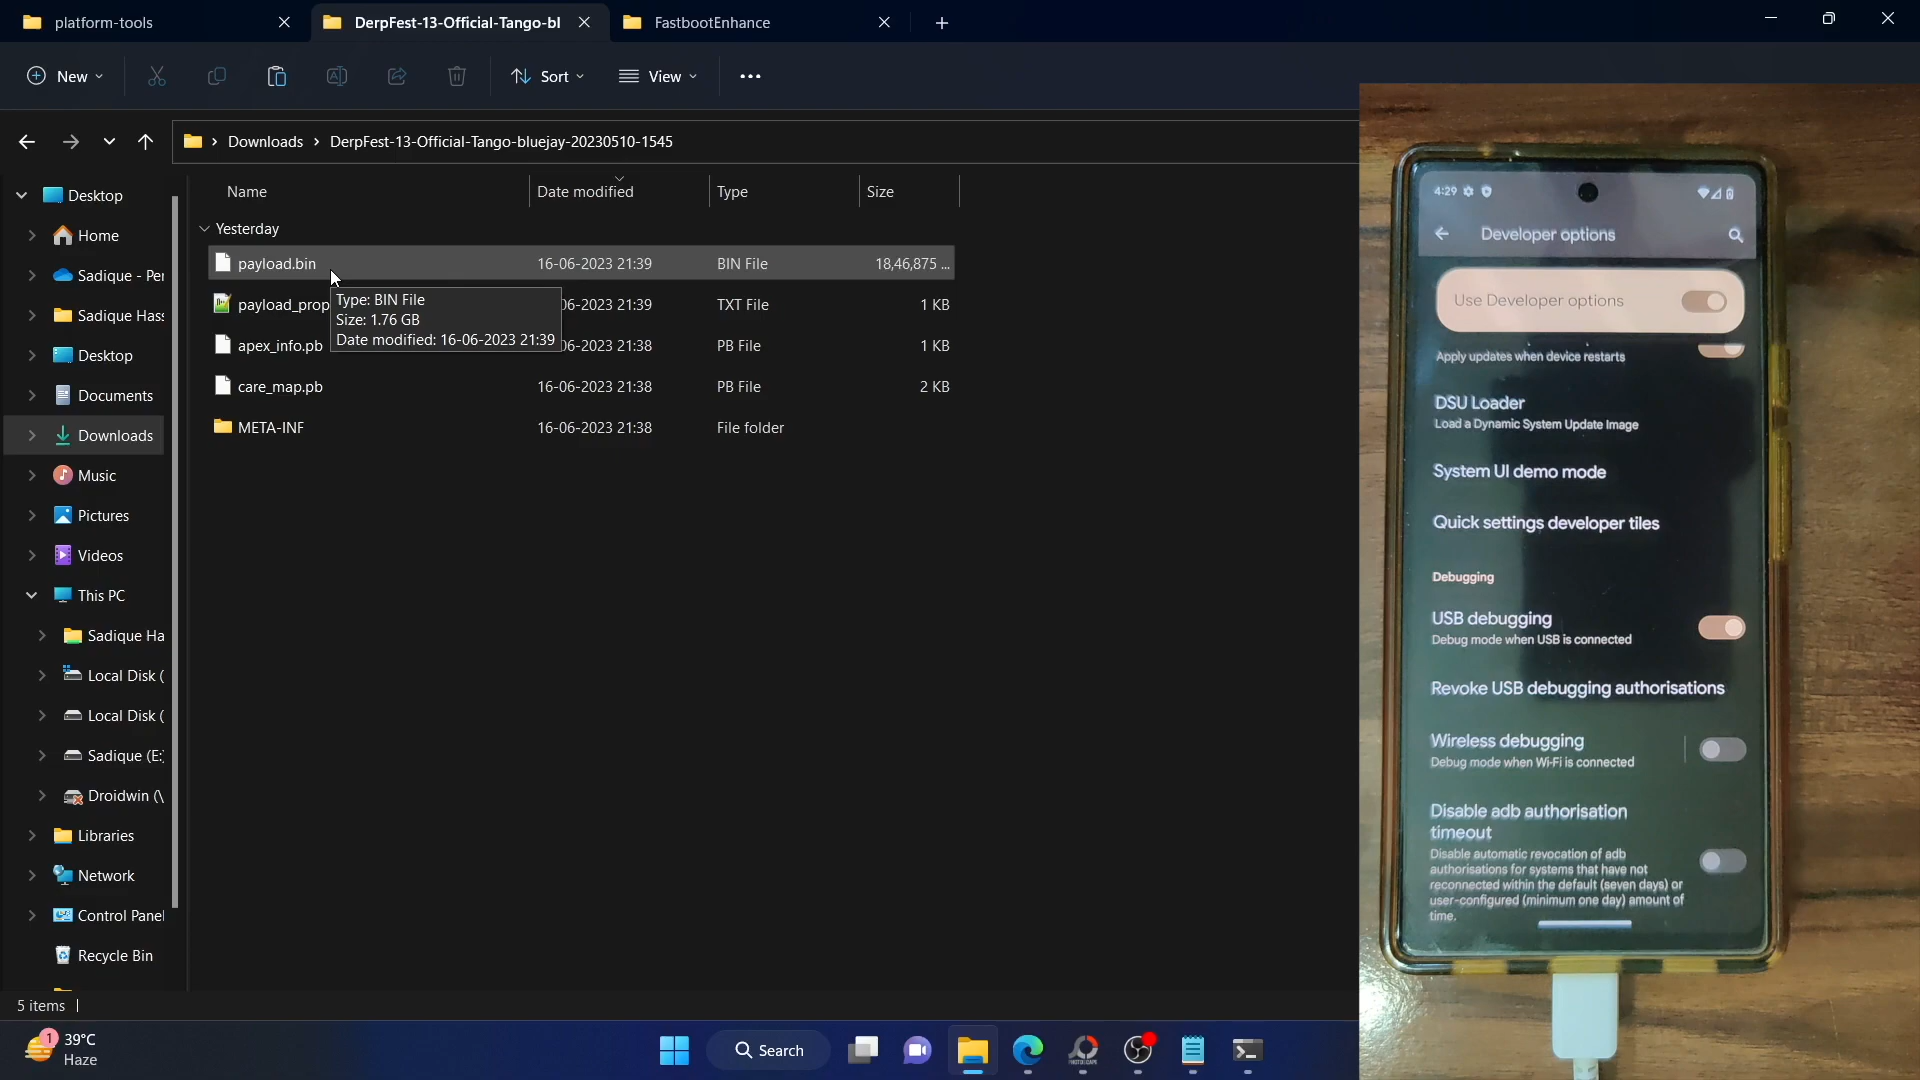 platform-tools
DerpFest-13-Official-Tango-bl
FastbootEnhance
New
Sort
View
Downloads
DerpFest-13-Official-Tango-bluejay-20230510-1545
Desktop
Home
Sadique - Per
Sadique Hass
Desktop
Documents
Downloads
Music
Pictures
Videos
This PC
Sadique Ha
Local Disk (
Local Disk (
Sadique (E:)
Droidwin (\
Libraries
Network
Control Panel
Recycle Bin
Name
Date modified
Type
Size
Yesterday
payload.bin
16-06-2023 21:39
BIN File
18,46,875 ...
payload_prop
06-2023 21:39
TXT File
1 KB
apex_info.pb
06-2023 21:38
PB File
1 KB
care_map.pb
16-06-2023 21:38
PB File
2 KB
META-INF
16-06-2023 21:38
File folder
Type: BIN File
Size: 1.76 GB
Date modified: 16-06-2023 21:39
5 items
1
39°C
Haze
Search
4:29
Developer options
Use Developer options
Apply updates when device restarts
DSU Loader
Load a Dynamic System Update Image
System UI demo mode
Quick settings developer tiles
Debugging
USB debugging
Debug mode when USB is connected
Revoke USB debugging authorisations
Wireless debugging
Debug mode when Wi-Fi is connected
Disable adb authorisation
timeout
Disable automatic revocation of adb
authorisations for systems that have not
reconnected within the default (seven days) or
user-configured (minimum one day) amount of
time.